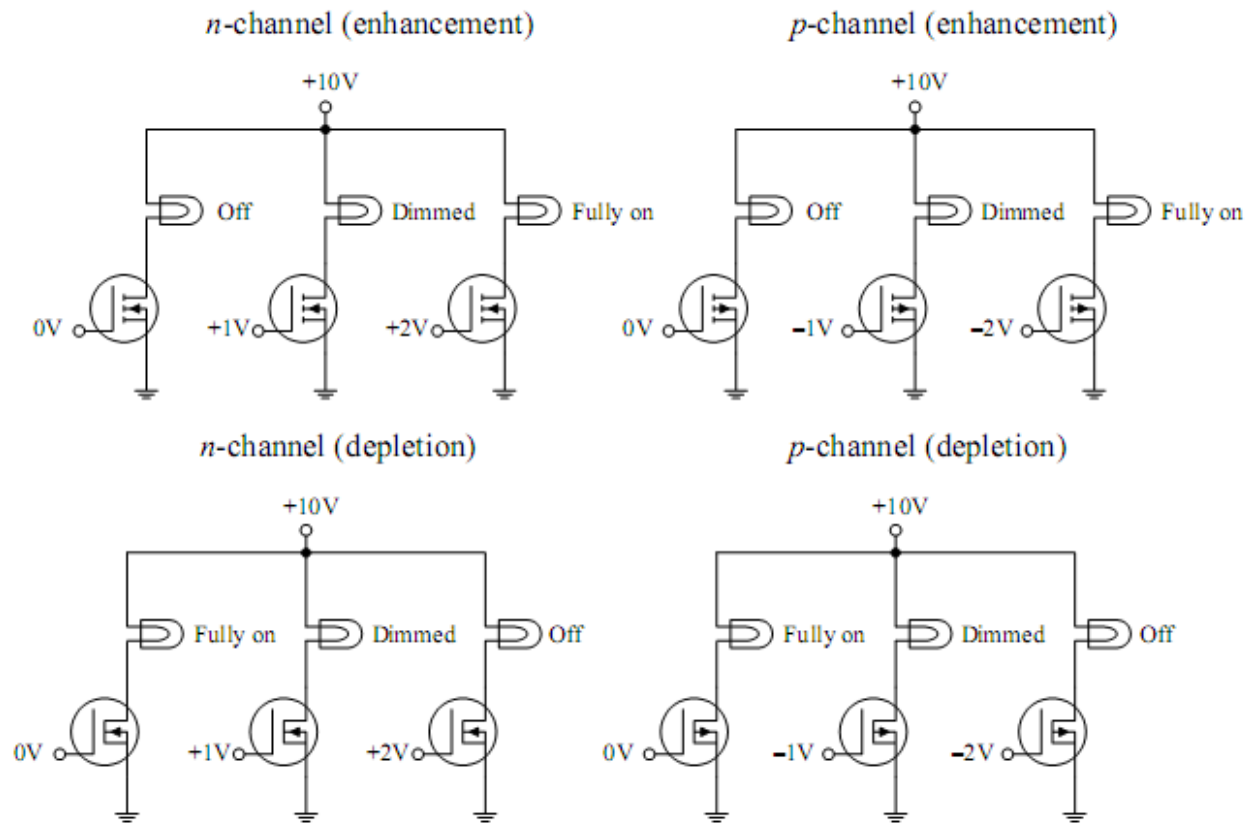 n-channel (enhancement)
p-channel (enhancement)
+10V
+10V
Off
Dimmed
Fully on
Off
Dimmed
Fully on
0V
+1V
+2V
0V
–1V
–2V
n-channel (depletion)
p-channel (depletion)
+10V
+10V
Fully on
Dimmed
Off
Fully on
Dimmed
Off
0V
+1V
+2V
0V
–1V
–2V